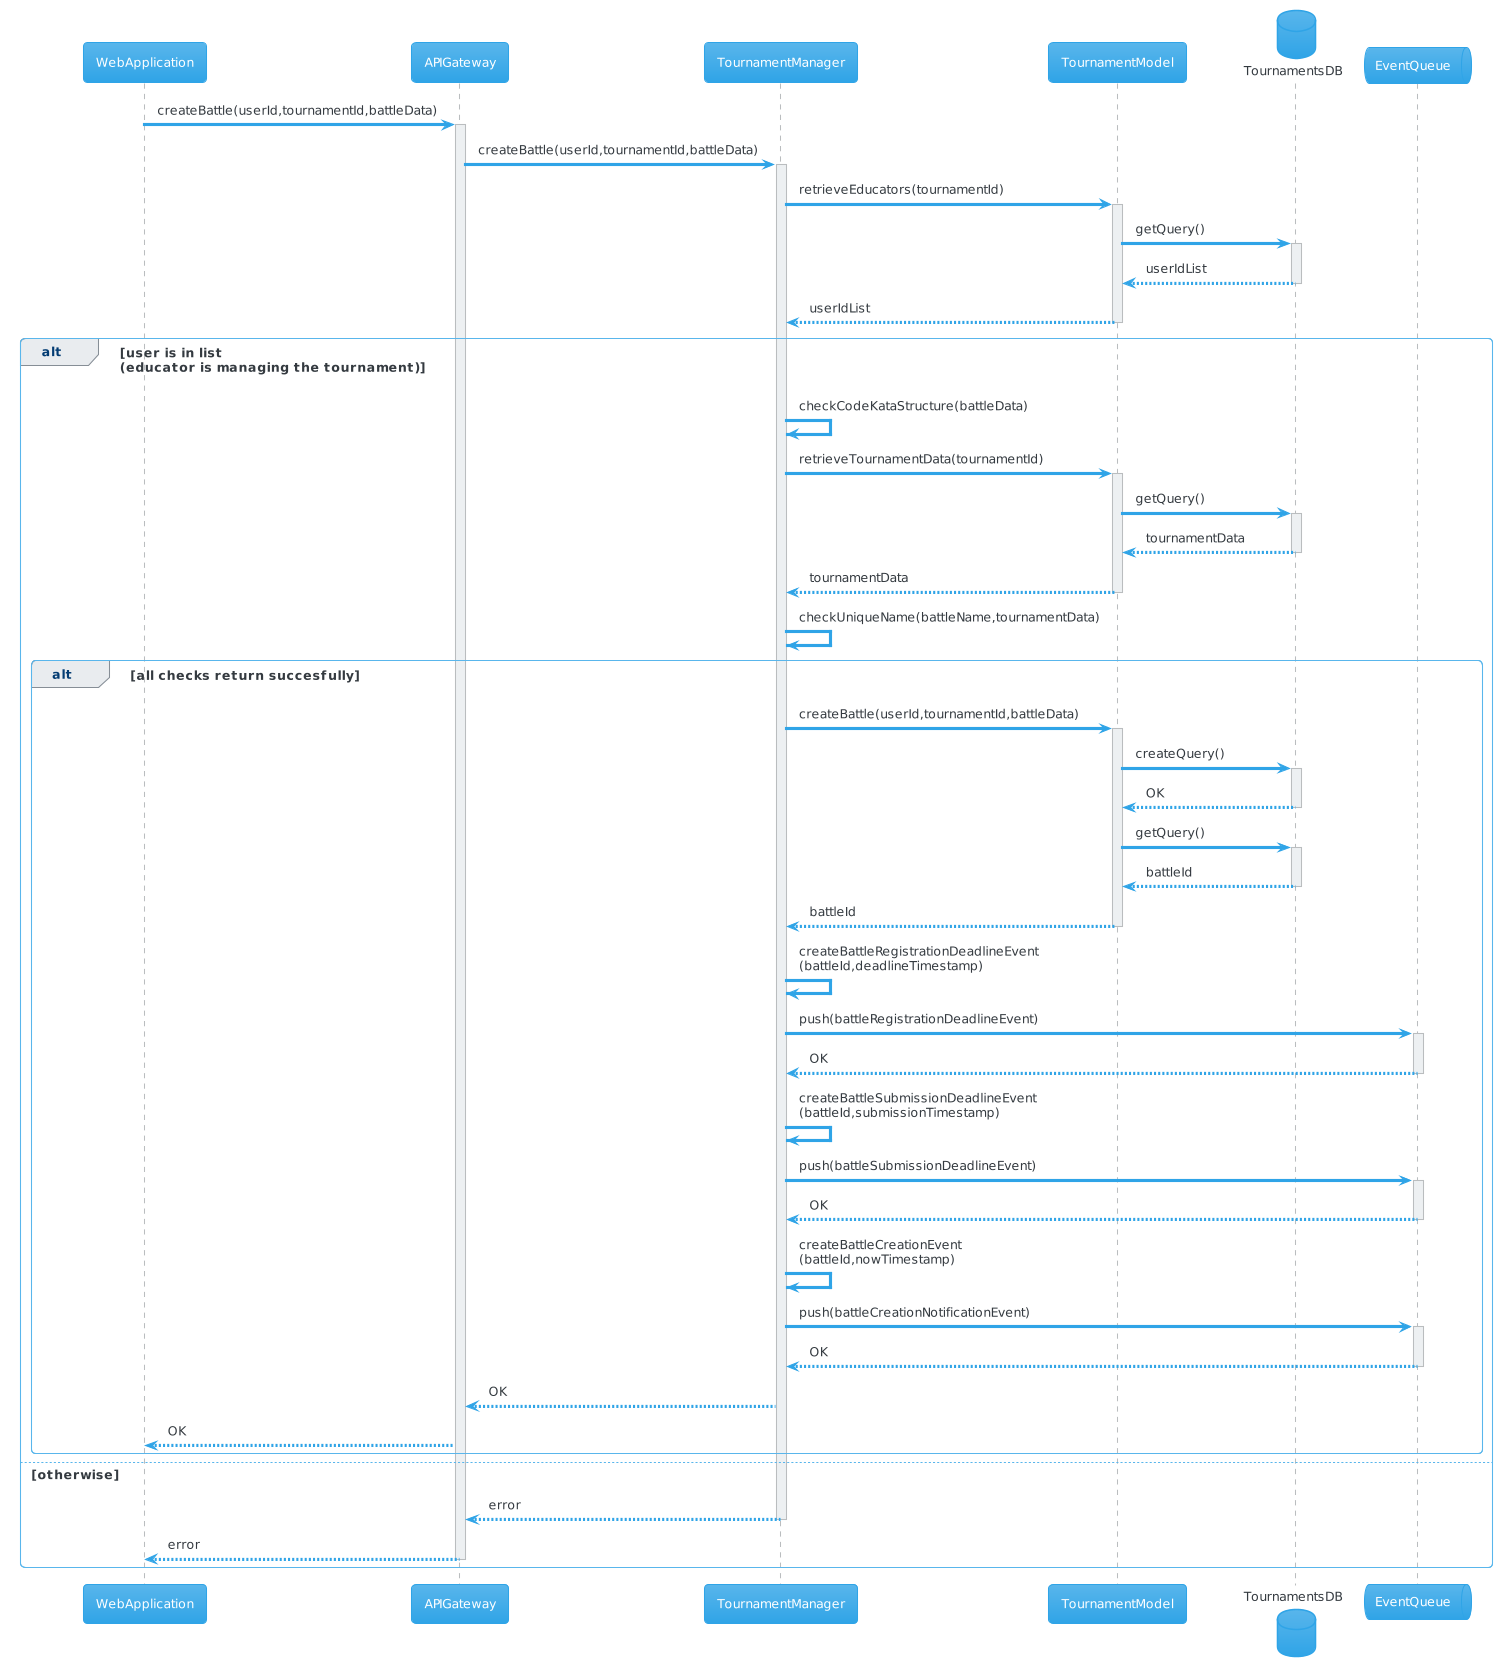 WebApplication
APIGateway
TournamentManager
TournamentModel
TournamentsDB
EventQueue
createBattle(userId,tournamentId,battleData)
createBattle(userId,tournamentId,battleData)
retrieveEducators(tournamentId)
getQuery()
userIdList
userIdList
alt
[user is in list
(educator is managing the tournament)]
checkCodeKataStructure(battleData)
retrieveTournamentData(tournamentId)
getQuery()
tournamentData
tournamentData
checkUniqueName(battleName,tournamentData)
alt
[all checks return succesfully]
createBattle(userId,tournamentId,battleData)
createQuery()
OK
getQuery()
battleId
battleId
createBattleRegistrationDeadlineEvent
(battleId,deadlineTimestamp)
push(battleRegistrationDeadlineEvent)
OK
createBattleSubmissionDeadlineEvent
(battleId,submissionTimestamp)
push(battleSubmissionDeadlineEvent)
OK
createBattleCreationEvent
(battleId,nowTimestamp)
push(battleCreationNotificationEvent)
OK
OK
OK
[otherwise]
error
error
WebApplication
APIGateway
TournamentManager
TournamentModel
TournamentsDB
EventQueue